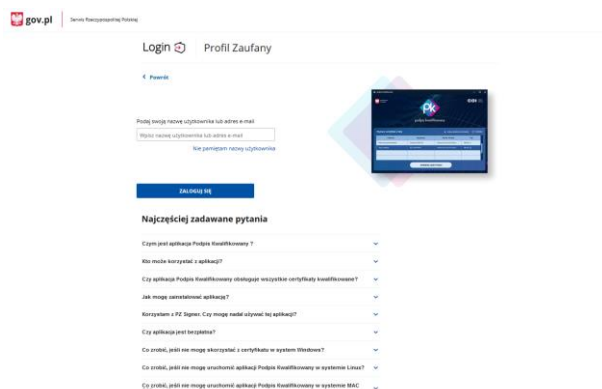 gov.pl
Serwis Rzeczypospolitej Polskiej
Login
Profil Zaufany
Powrót
Podaj swoją nazwę użytkownika lub adres e-mail
Wpisz nazwę użytkownika lub adres e-mail
Nie pamiętam nazwy użytkownika
pk
podpis kwalifikowany
ZALOGUJ SIĘ
Najczęściej zadawane pytania
Czym jest aplikacja Podpis Kwalifikowany ?
Kto może korzystać z aplikacji?
Czy aplikacja Podpis Kwalifikowany obsługuje wszystkie certyfikaty kwalifikowane?
Jak mogę zainstalować aplikację?
Korzystam z PZ Signer. Czy mogę nadal używać tej aplikacji?
Czy aplikacja jest bezpłatna?
Co zrobić, jeśli nie mogę skorzystać z certyfikatu w system Windows?
Co zrobić, jeśli nie mogę uruchomić aplikacji Podpis Kwalifikowany w systemie Linus?
Co zrobić, jeśli nie mogę uruchomić aplikacji Podpis Kwalifikowany w systemie MAC